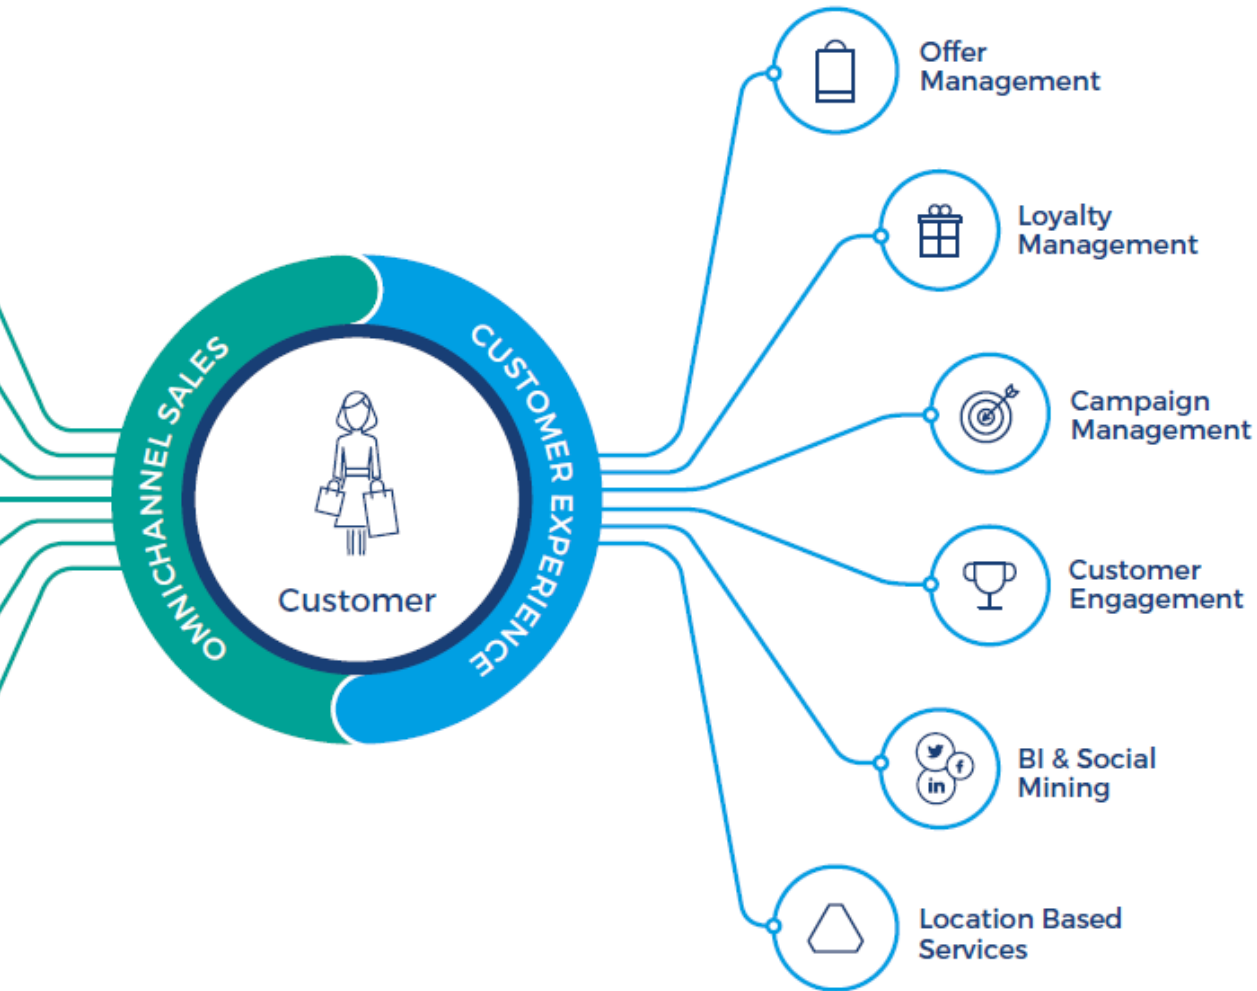 Offer
Management
Loyalty
Management
OMNICHANNEL SALES
CUSTOMER EXPERIENCE
Campaign
Management
Customer
Customer
Engagement
f
in
BI & Social
Mining
Location Based
Services